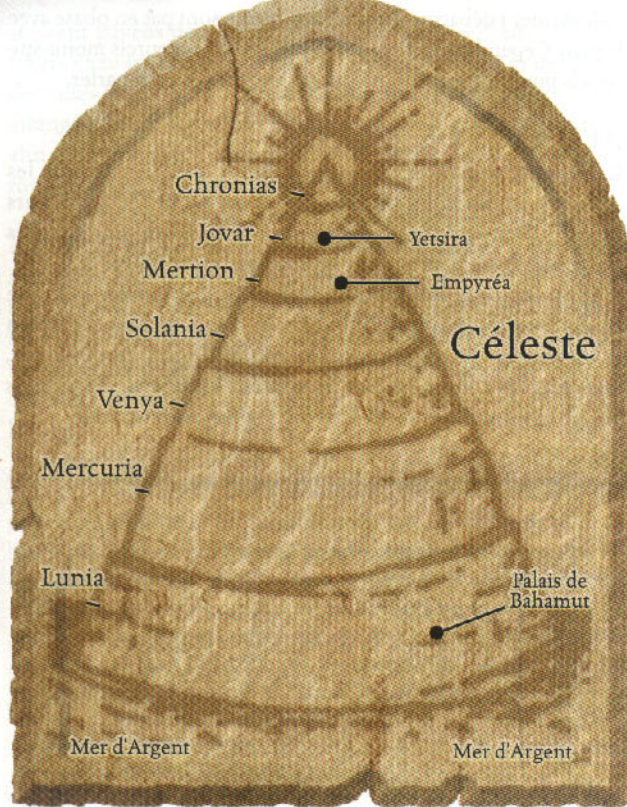 Chronias
Jovar
Yetsira
Mertion
Empyréa
Solania
Céleste
Venya
Mercuria
Lunia
Palais de
Bahamut
Mer d'Argent
Mer d'Argent